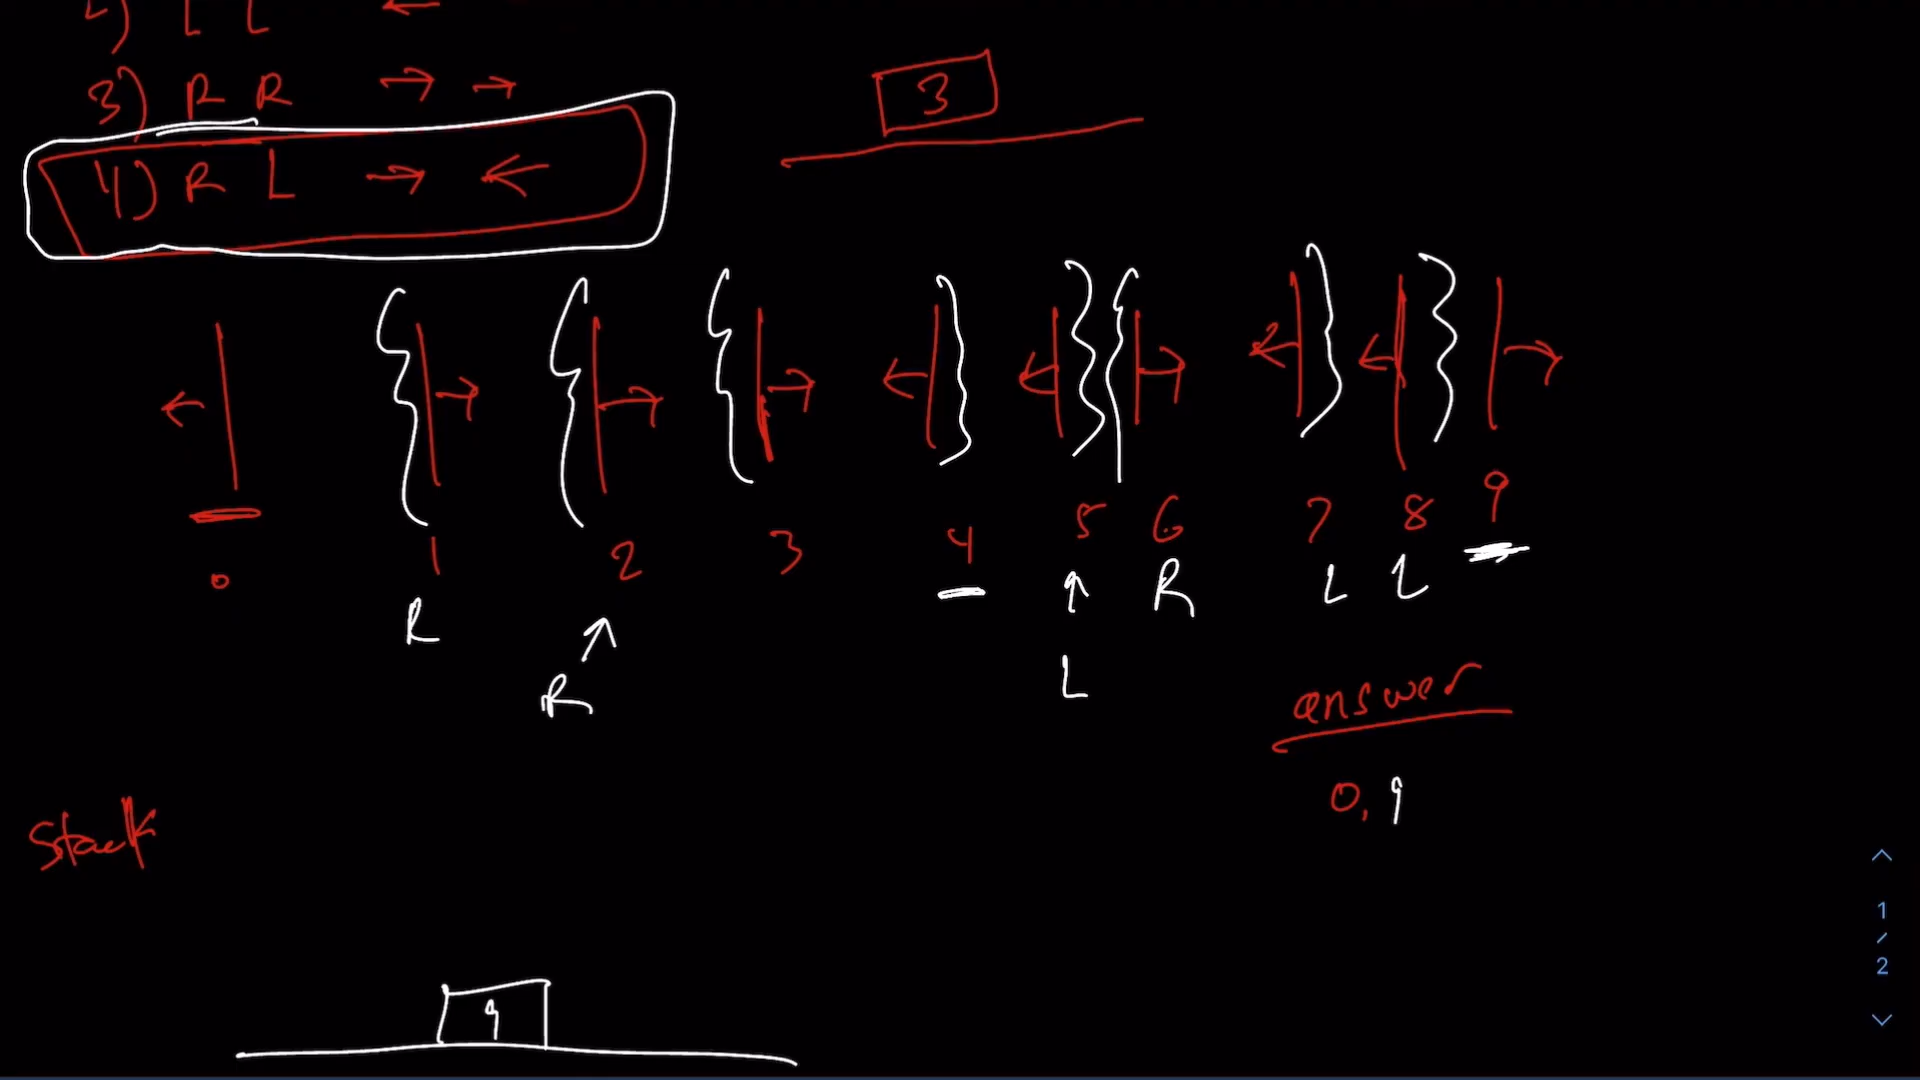 2) L L ←
3) R R → →
3
4) R L → ←
← → → → ← ← → ← ← →
0 1 2 3 4 5 6 7 8 9
R ↑ R L L
R L
answer
0, 9
Stack
9
1
/
2